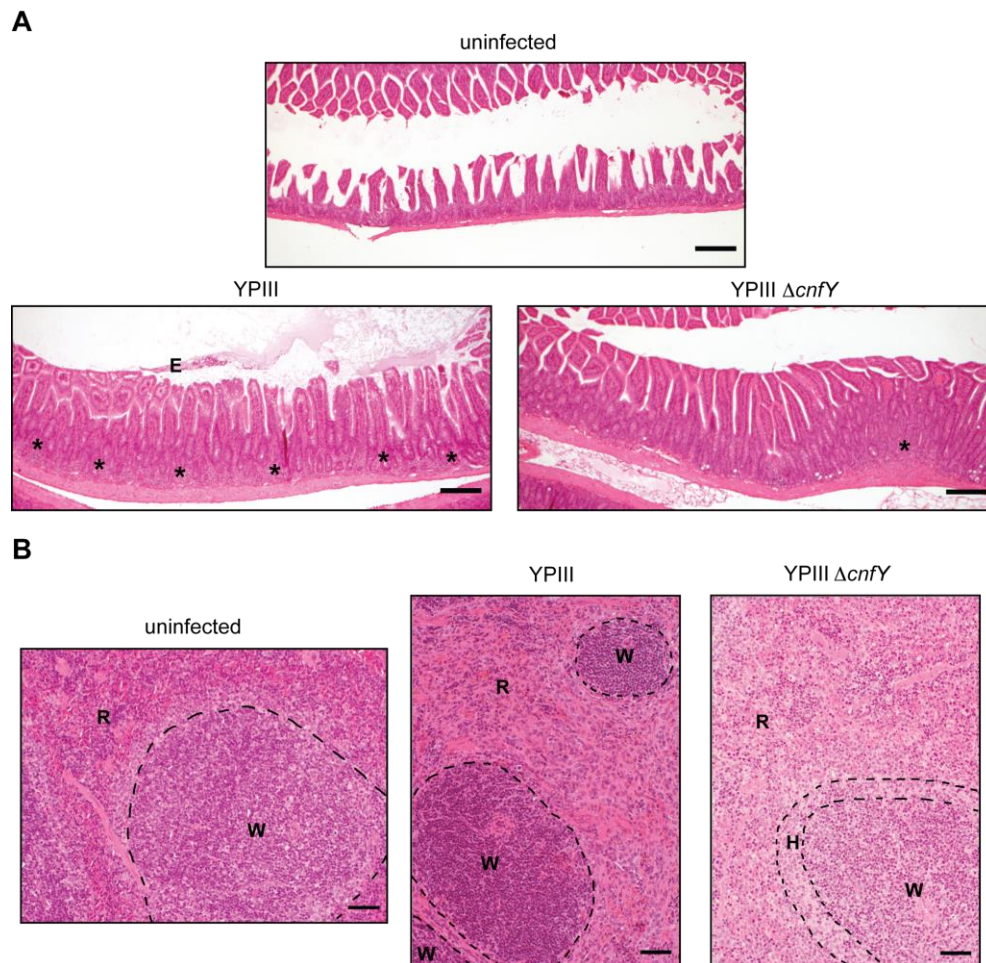 A
uninfected
YPIII
YPIII ΔcnfY
E
* * * * * *
*
B
uninfected
YPIII
YPIII ΔcnfY
R
W
W
R
W
W
R
H
W